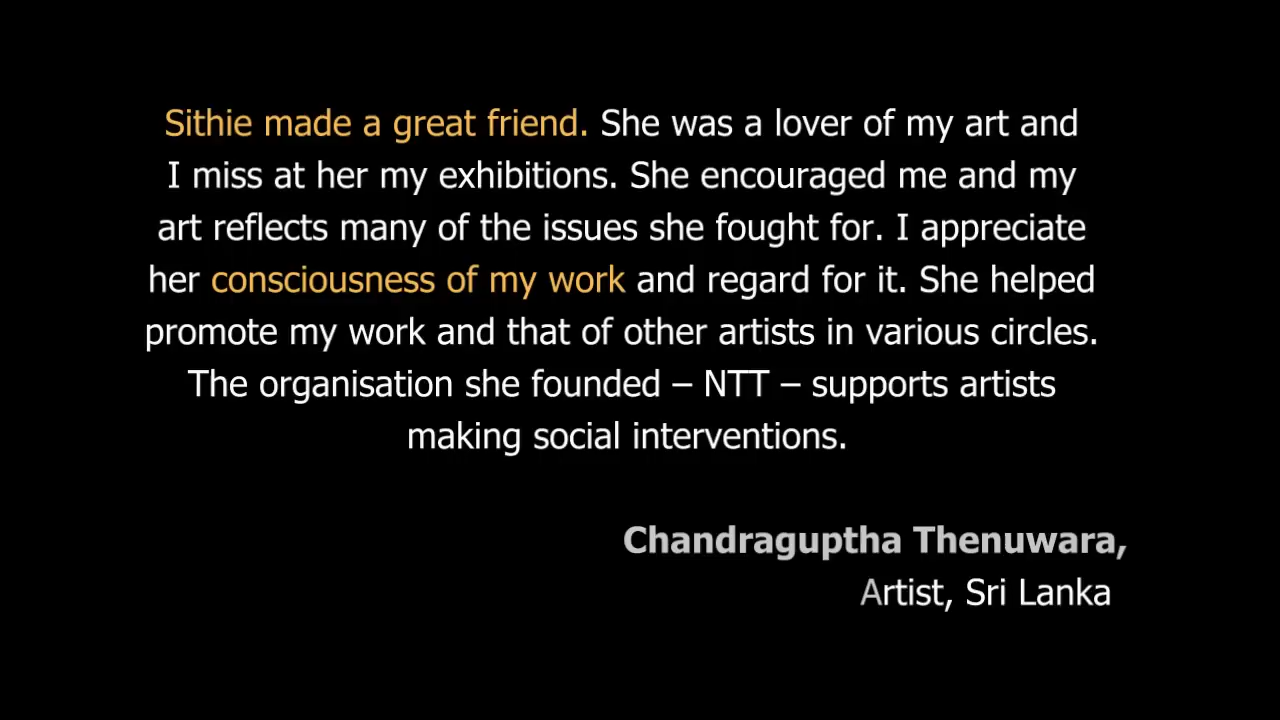 Sithie made a great friend. She was a lover of my art and
I miss at her my exhibitions. She encouraged me and my
art reflects many of the issues she fought for. I appreciate
her consciousness of my work and regard for it. She helped
promote my work and that of other artists in various circles.
The organisation she founded – NTT – supports artists
making social interventions.
Chandraguptha Thenuwara,
Artist, Sri Lanka